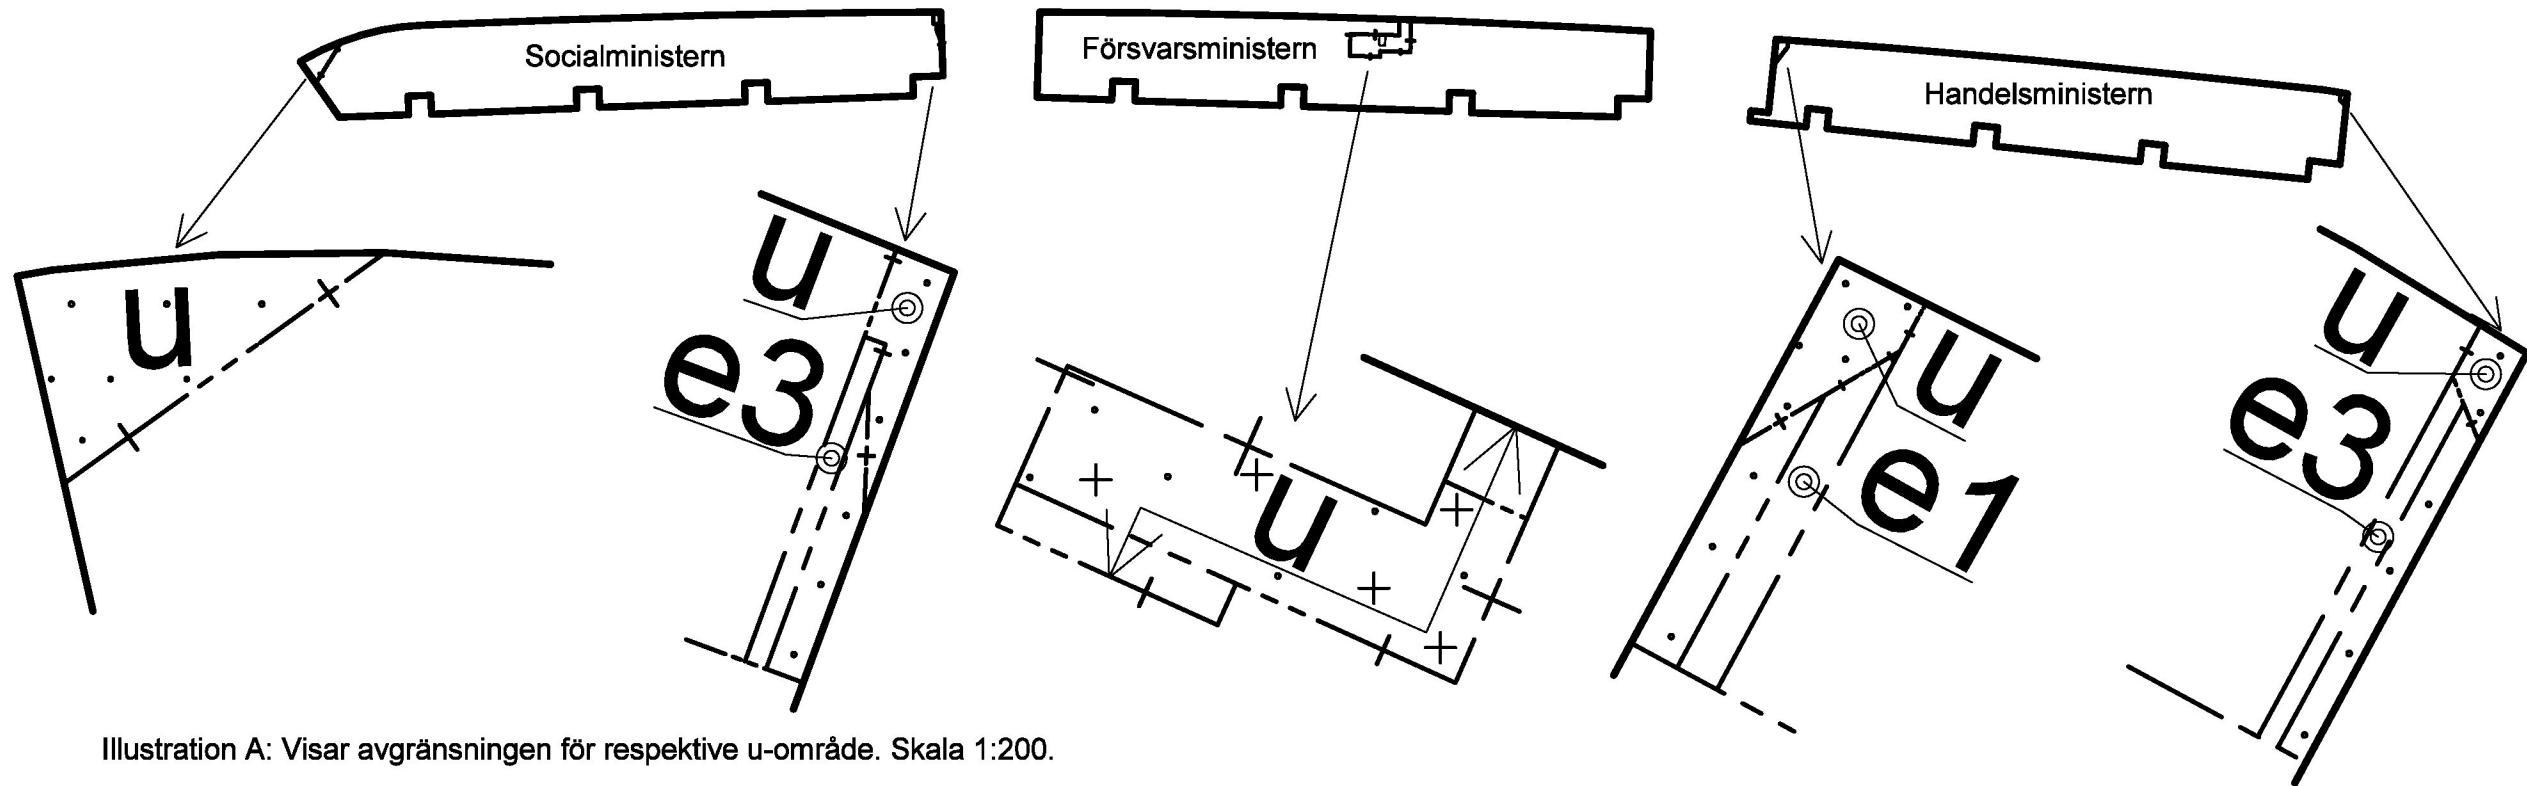 Socialministern
Försvarsministern
Handelsministern
u
u
e3
u
u
e1
u
e3
Illustration A: Visar avgränsningen för respektive u-område. Skala 1:200.